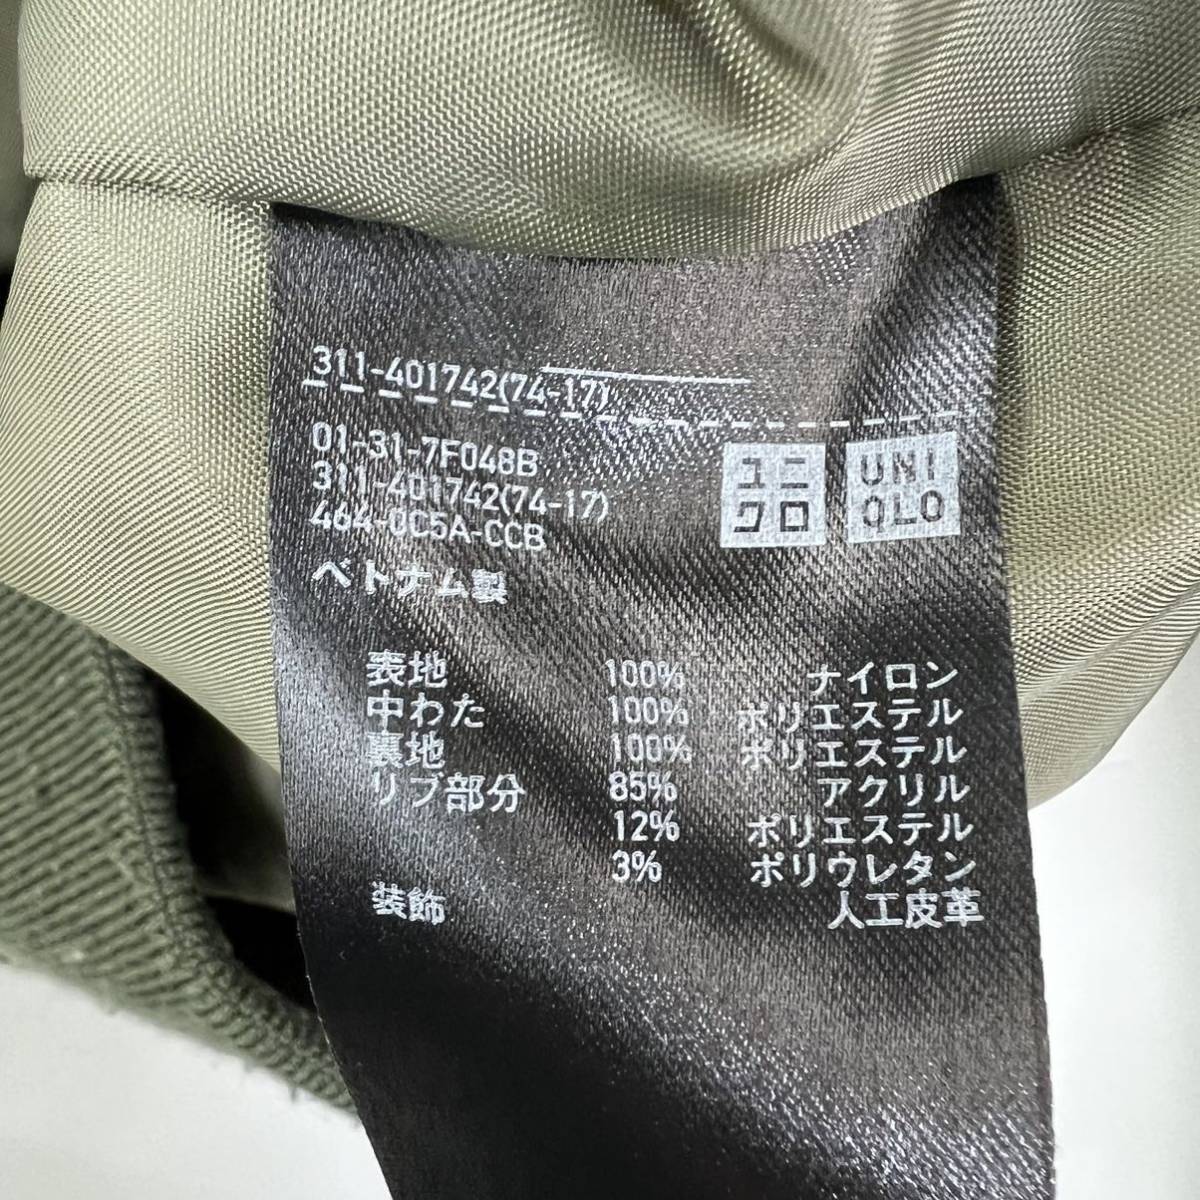 311-401742(74-17)
01-31-7F048B
311-401742(74-17)
464-0C5A-CCB
ベトナム製
ユニ
クロ
UNI
QLO
表地 100% ナイロン
中わた 100% ポリエステル
裏地 100% ポリエステル
リブ部分 85% アクリル
12% ポリエステル
3% ポリウレタン
装飾 人工皮革